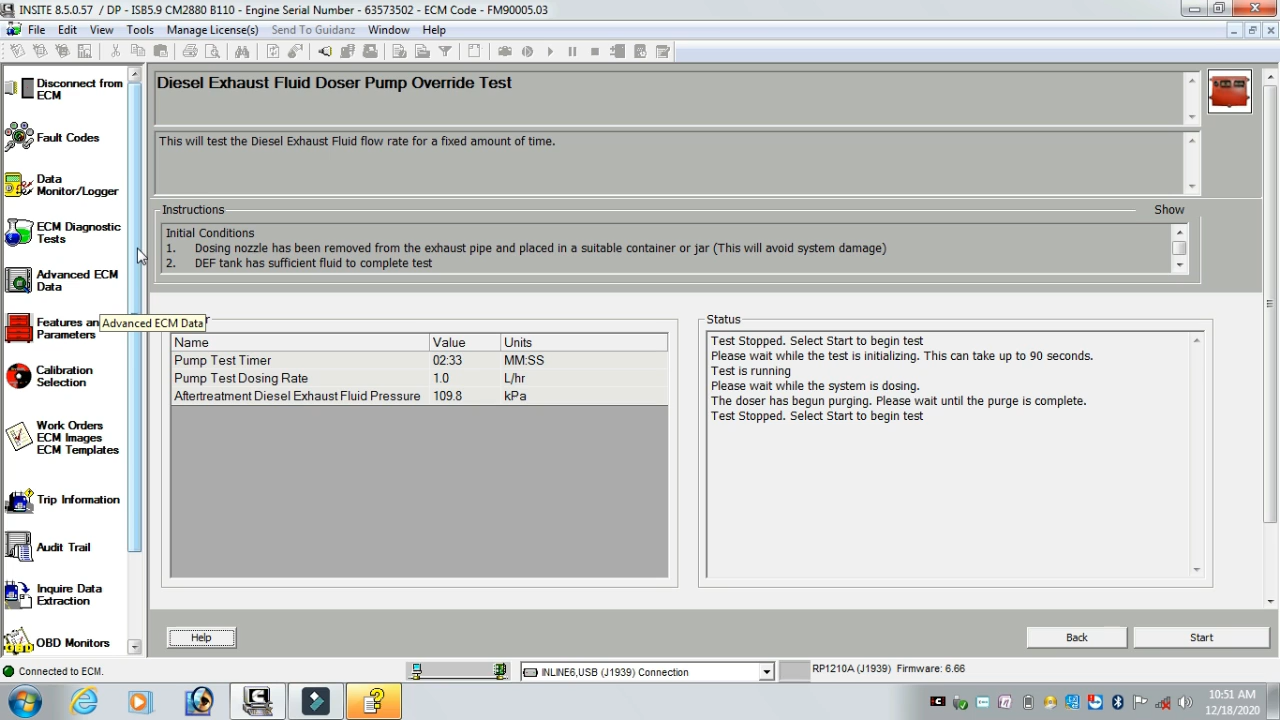 INSITE 8.5.0.57 / DP - ISB5.9 CM2880 B110 - Engine Serial Number - 63573502 - ECM Code - FM90005.03
File Edit View Tools Manage License(s) Send To Guidanz Window Help
Disconnect from
ECM
Fault Codes
Data
Monitor/Logger
ECM Diagnostic
Tests
Advanced ECM
Data
Features an
Parameters
Advanced ECM Data
Calibration
Selection
Work Orders
ECM Images
ECM Templates
Trip Information
Audit Trail
Inquire Data
Extraction
OBD Monitors
Diesel Exhaust Fluid Doser Pump Override Test
This will test the Diesel Exhaust Fluid flow rate for a fixed amount of time.
Instructions Show
Initial Conditions
1. Dosing nozzle has been removed from the exhaust pipe and placed in a suitable container or jar (This will avoid system damage)
2. DEF tank has sufficient fluid to complete test
Name Value Units
Pump Test Timer 02:33 MM:SS
Pump Test Dosing Rate 1.0 L/hr
Aftertreatment Diesel Exhaust Fluid Pressure 109.8 kPa
Status
Test Stopped. Select Start to begin test
Please wait while the test is initializing. This can take up to 90 seconds.
Test is running
Please wait while the system is dosing.
The doser has begun purging. Please wait until the purge is complete.
Test Stopped. Select Start to begin test
Help Back Start
Connected to ECM. INLINE6,USB (J1939) Connection RP1210A (J1939) Firmware: 6.66
10:51 AM
12/18/2020